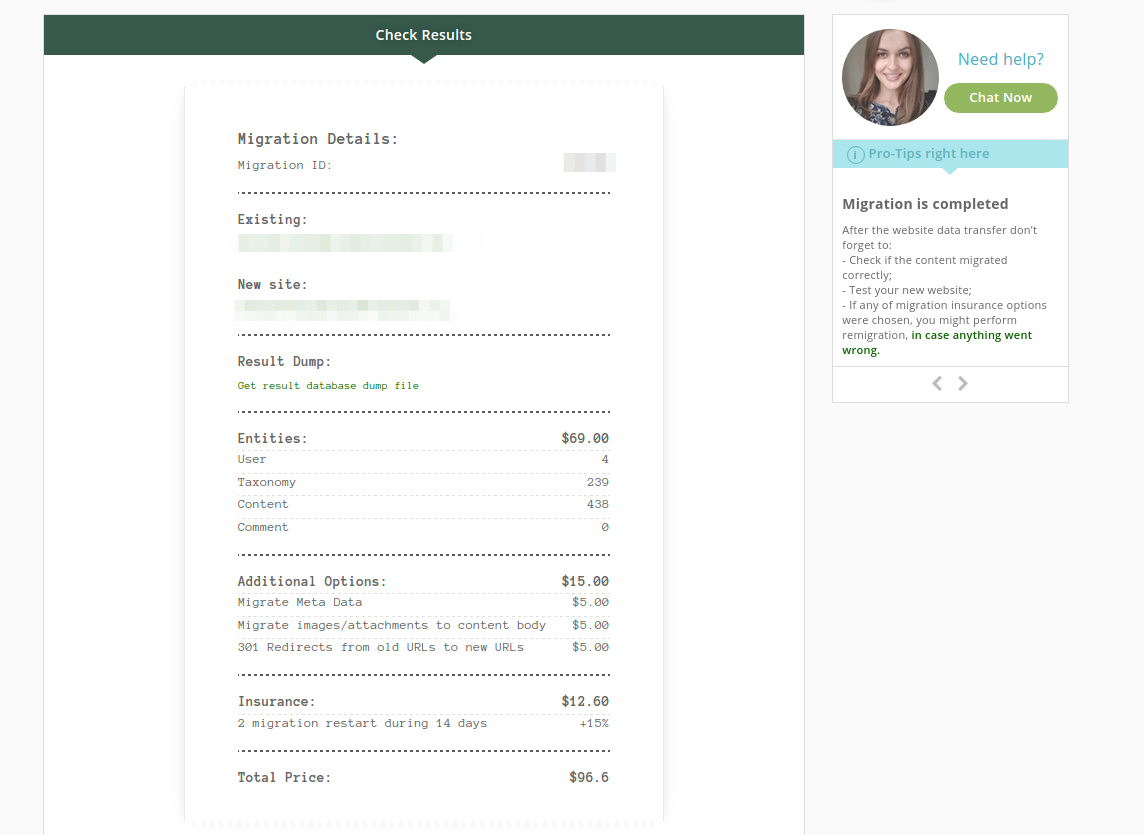 Check Results
Migration Details:
Migration ID:
Existing:
New site:
Result Dump:
Get result database dump file
Entities: $69.00
User 4
Taxonomy 239
Content 438
Comment 0
Additional Options: $15.00
Migrate Meta Data $5.00
Migrate images/attachments to content body $5.00
301 Redirects from old URLs to new URLs $5.00
Insurance: $12.60
2 migration restart during 14 days +15%
Total Price: $96.6
Need help?
Chat Now
Pro-Tips right here
Migration is completed
After the website data transfer don't
forget to:
- Check if the content migrated
correctly;
- Test your new website;
- If any of migration insurance options
were chosen, you might perform
remigration, in case anything went
wrong.